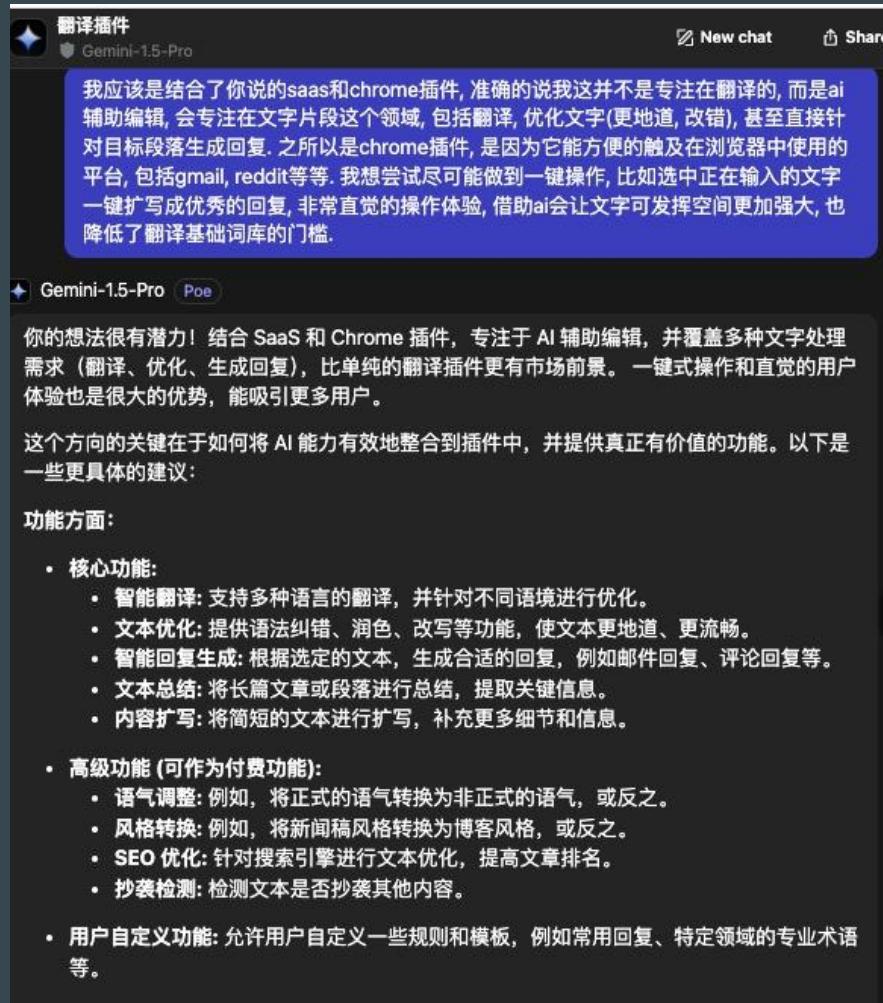 翻译插件
Gemini-1.5-Pro
New chat
Share
我应该是结合了你说的saas和chrome插件, 准确的说我这并不是专注在翻译的, 而是ai
辅助编辑, 会专注在文字片段这个领域, 包括翻译, 优化文字(更地道, 改错), 甚至直接针
对目标段落生成回复. 之所以是chrome插件, 是因为它能方便的触及在浏览器中使用的
平台, 包括gmail, reddit等等. 我想尝试尽可能做到一键操作, 比如选中正在输入的文字
一键扩写成优秀的回复, 非常直觉的操作体验, 借助ai会让文字可发挥空间更加强大, 也
降低了翻译基础词库的门槛.
Gemini-1.5-Pro Poe
你的想法很有潜力！结合 SaaS 和 Chrome 插件，专注于 AI 辅助编辑，并覆盖多种文字处理
需求（翻译、优化、生成回复），比单纯的翻译插件更有市场前景。 一键式操作和直觉的用户
体验也是很大的优势，能吸引更多用户。
这个方向的关键在于如何将 AI 能力有效地整合到插件中，并提供真正有价值的功能。以下是
一些更具体的建议：
功能方面：
• 核心功能:
• 智能翻译: 支持多种语言的翻译，并针对不同语境进行优化。
• 文本优化: 提供语法纠错、润色、改写等功能，使文本更地道、更流畅。
• 智能回复生成: 根据选定的文本，生成合适的回复，例如邮件回复、评论回复等。
• 文本总结: 将长篇文章或段落进行总结，提取关键信息。
• 内容扩写: 将简短的文本进行扩写，补充更多细节和信息。
• 高级功能 (可作为付费功能):
• 语气调整: 例如，将正式的语气转换为非正式的语气，或反之。
• 风格转换: 例如，将新闻稿风格转换为博客风格，或反之。
• SEO 优化: 针对搜索引擎进行文本优化，提高文章排名。
• 抄袭检测: 检测文本是否抄袭其他内容。
• 用户自定义功能: 允许用户自定义一些规则和模板，例如常用回复、特定领域的专业术语
等。